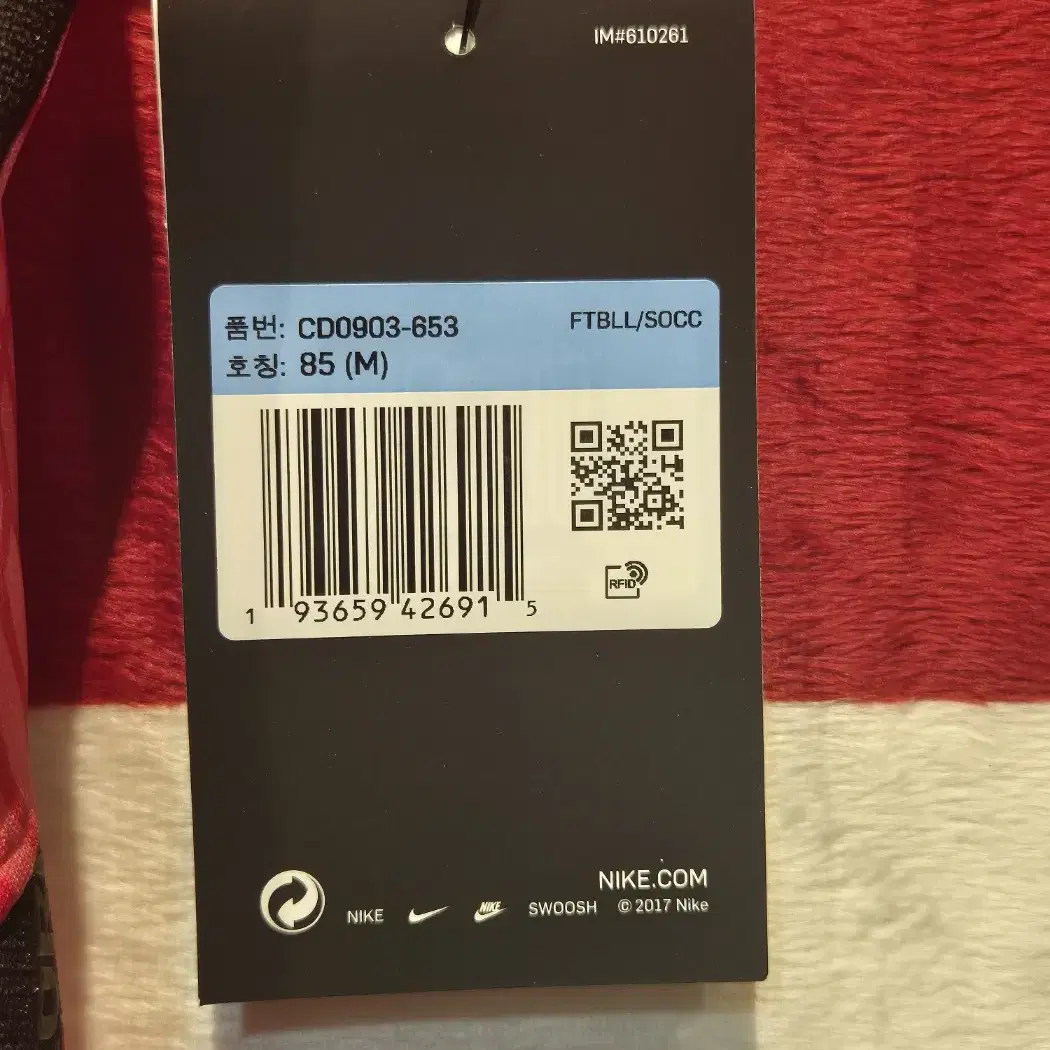 IM#610261
품번: CD0903-653
FTBLL/SOCC
호칭: 85 (M)
RFID
1 93659 42691 5
NIKE.COM
NIKE NIKE SWOOSH © 2017 Nike